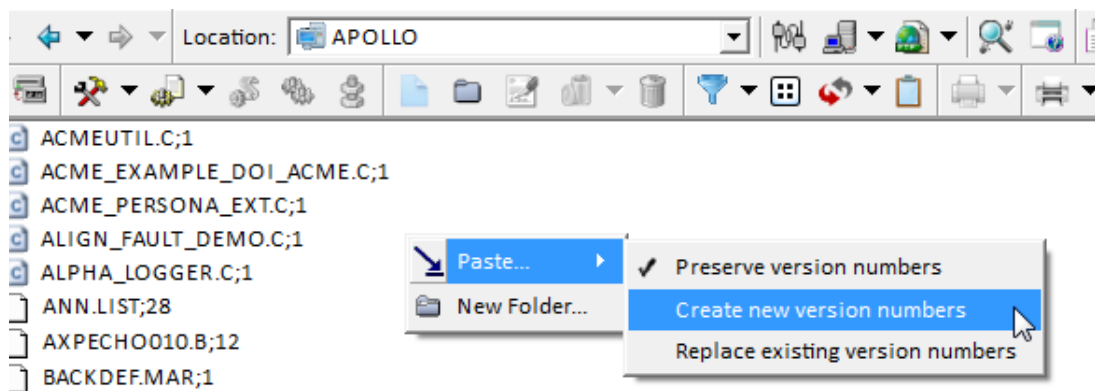 Location: APOLLO
ACMEUTIL.C;1
ACME_EXAMPLE_DOI_ACME.C;1
ACME_PERSONA_EXT.C;1
ALIGN_FAULT_DEMO.C;1
ALPHA_LOGGER.C;1
ANN.LIST;28
AXPECHO010.B;12
BACKDEF.MAR;1
Paste...
New Folder...
Preserve version numbers
Create new version numbers
Replace existing version numbers